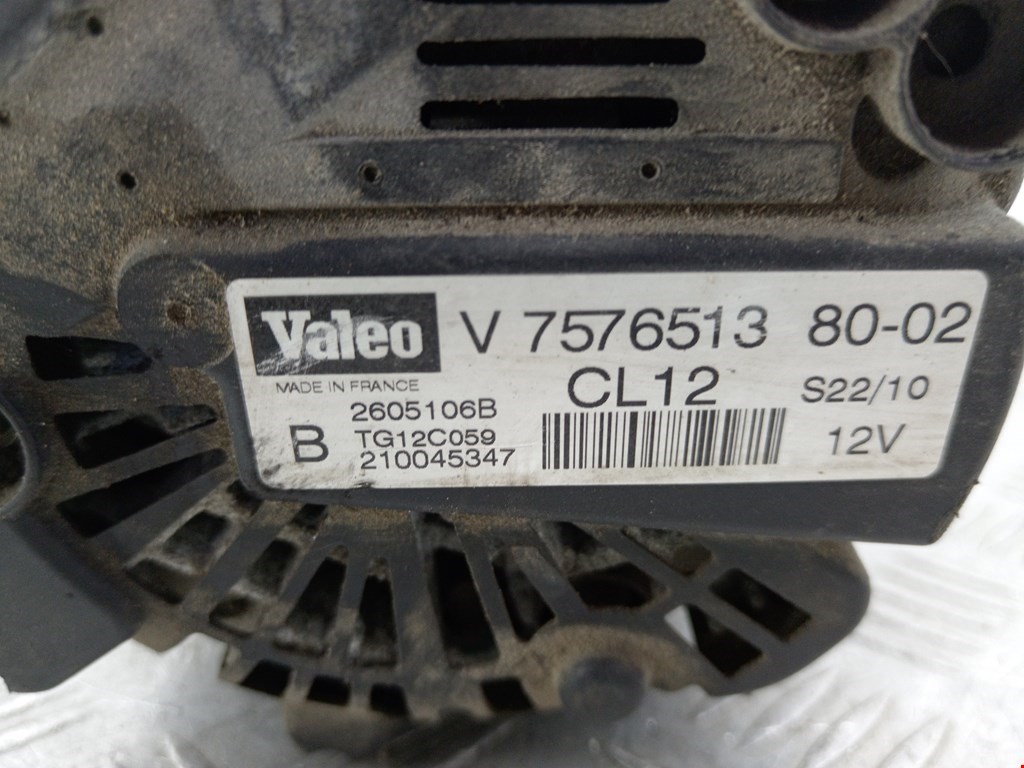 Valeo V 7576513 80-02
MADE IN FRANCE CL12 S22/10
2605106B
B TG12C059 12V
210045347